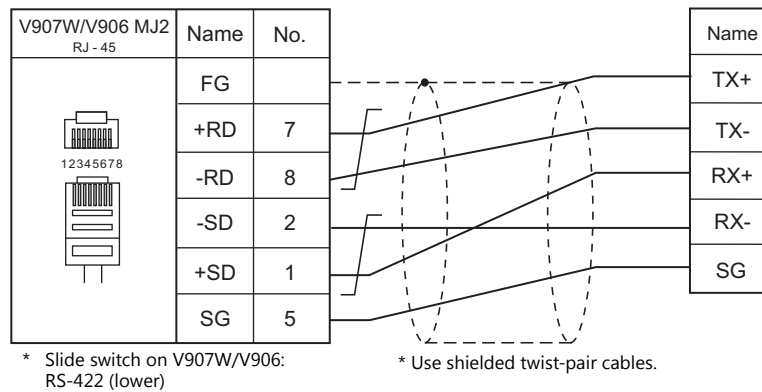 V907W/V906 MJ2
RJ - 45
Name No. Name
FG
TX+
+RD 7
TX-
12345678
-RD 8
RX+
-SD 2
RX-
+SD 1
SG
SG 5
* Slide switch on V907W/V906:
RS-422 (lower)
* Use shielded twist-pair cables.